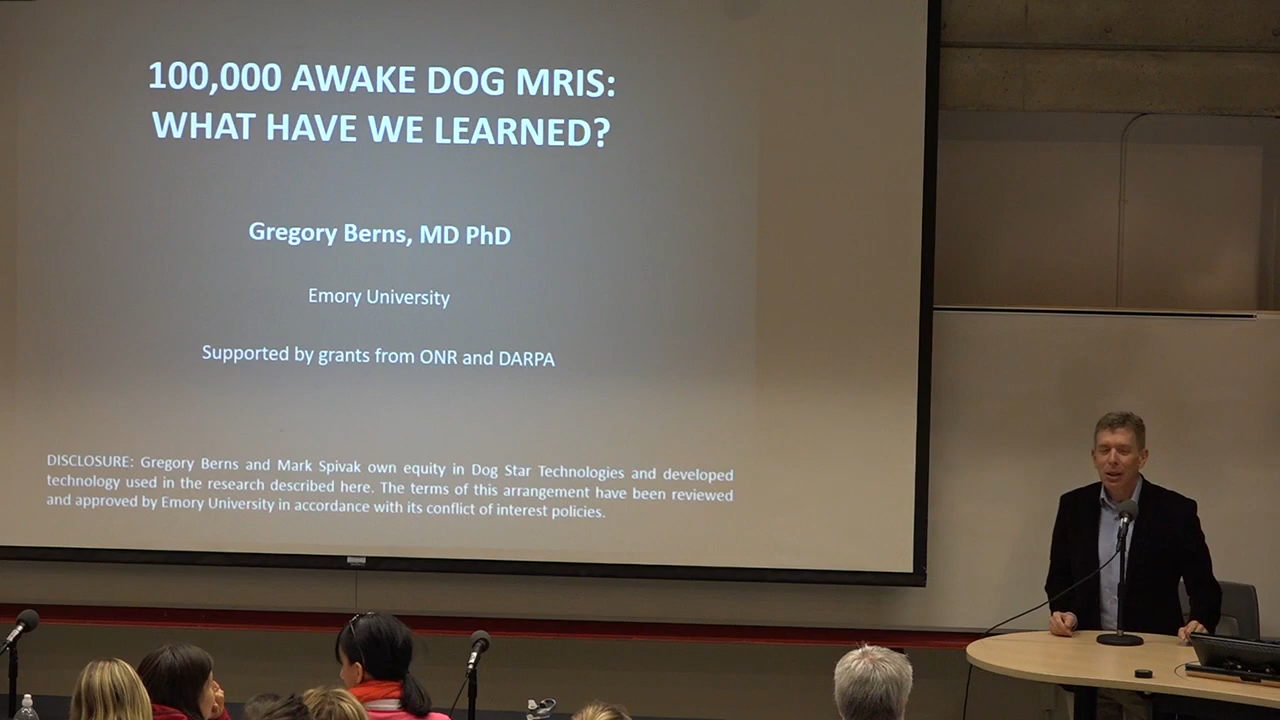 100,000 AWAKE DOG MRIS:
WHAT HAVE WE LEARNED?
Gregory Berns, MD PhD
Emory University
Supported by grants from ONR and DARPA
DISCLOSURE: Gregory Berns and Mark Spivak own equity in Dog Star Technologies and developed
technology used in the research described here. The terms of this arrangement have been reviewed
and approved by Emory University in accordance with its conflict of interest policies.